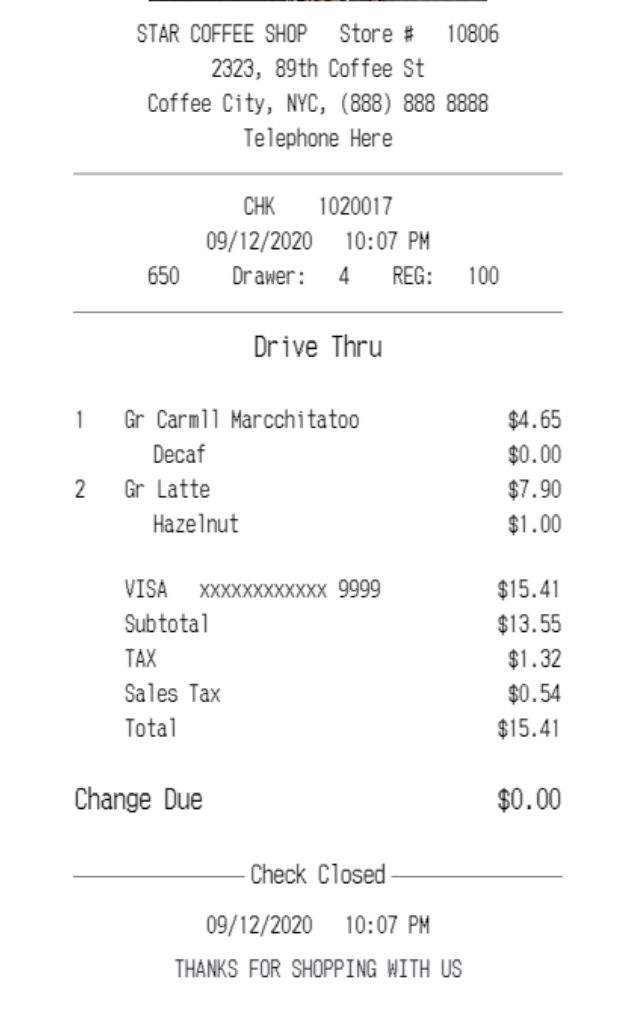 STAR COFFEE SHOP Store # 10806
2323, 89th Coffee St
Coffee City, NYC, (888) 888 8888
Telephone Here
CHK 1020017
09/12/2020 10:07 PM
650 Drawer: 4 REG: 100
Drive Thru
1 Gr Carmll Marcchitatoo $4.65
Decaf $0.00
2 Gr Latte $7.90
Hazelnut $1.00
VISA xxxxxxxxxxxx 9999 $15.41
Subtotal $13.55
TAX $1.32
Sales Tax $0.54
Total $15.41
Change Due $0.00
Check Closed
09/12/2020 10:07 PM
THANKS FOR SHOPPING WITH US